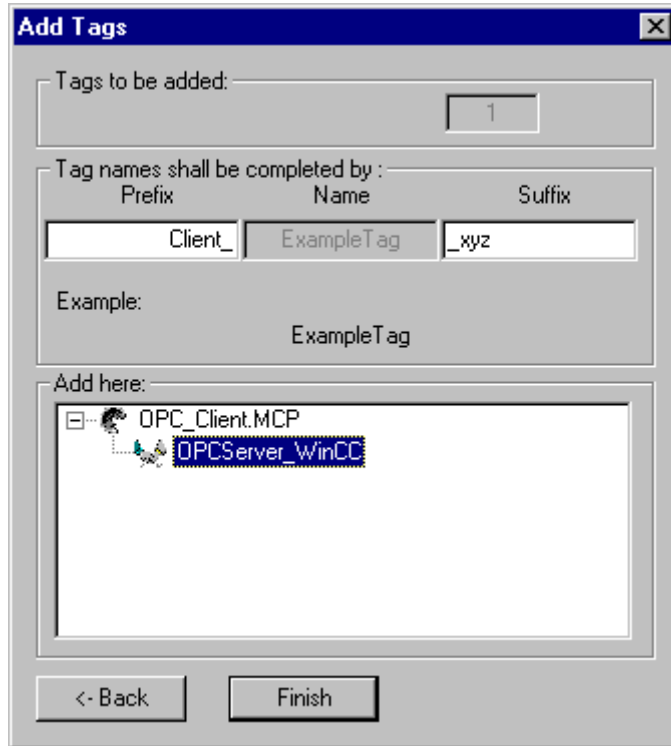 Add Tags
Tags to be added:
1
Tag names shall be completed by :
Prefix Name Suffix
Client_ ExampleTag _xyz
Example:
ExampleTag
Add here:
OPC_Client.MCP
OPCServer_WinCC
<- Back Finish